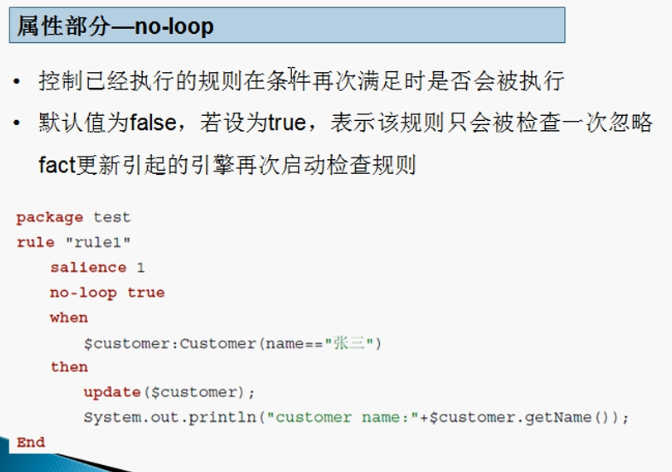 属性部分—no-loop
• 控制已经执行的规则在条件再次满足时是否会被执行
• 默认值为false，若设为true，表示该规则只会被检查一次忽略
fact更新引起的引擎再次启动检查规则
package test
rule "rule1"
salience 1
no-loop true
when
$customer:Customer(name=="张三")
then
update($customer);
System.out.println("customer name:"+$customer.getName());
End